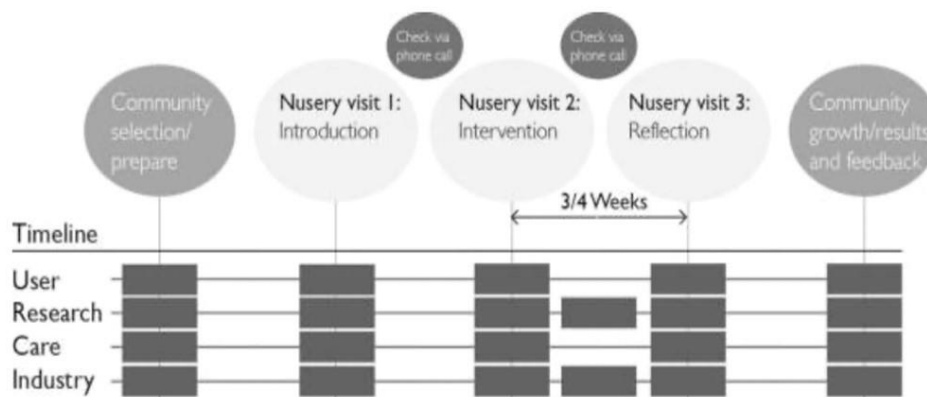 Check via
phone call
Check via
phone call
Community
selection/
prepare
Nusery visit 1:
Introduction
Nusery visit 2:
Intervention
Nusery visit 3:
Reflection
Community
growth/results
and feedback
3/4 Weeks
Timeline
User
Research
Care
Industry